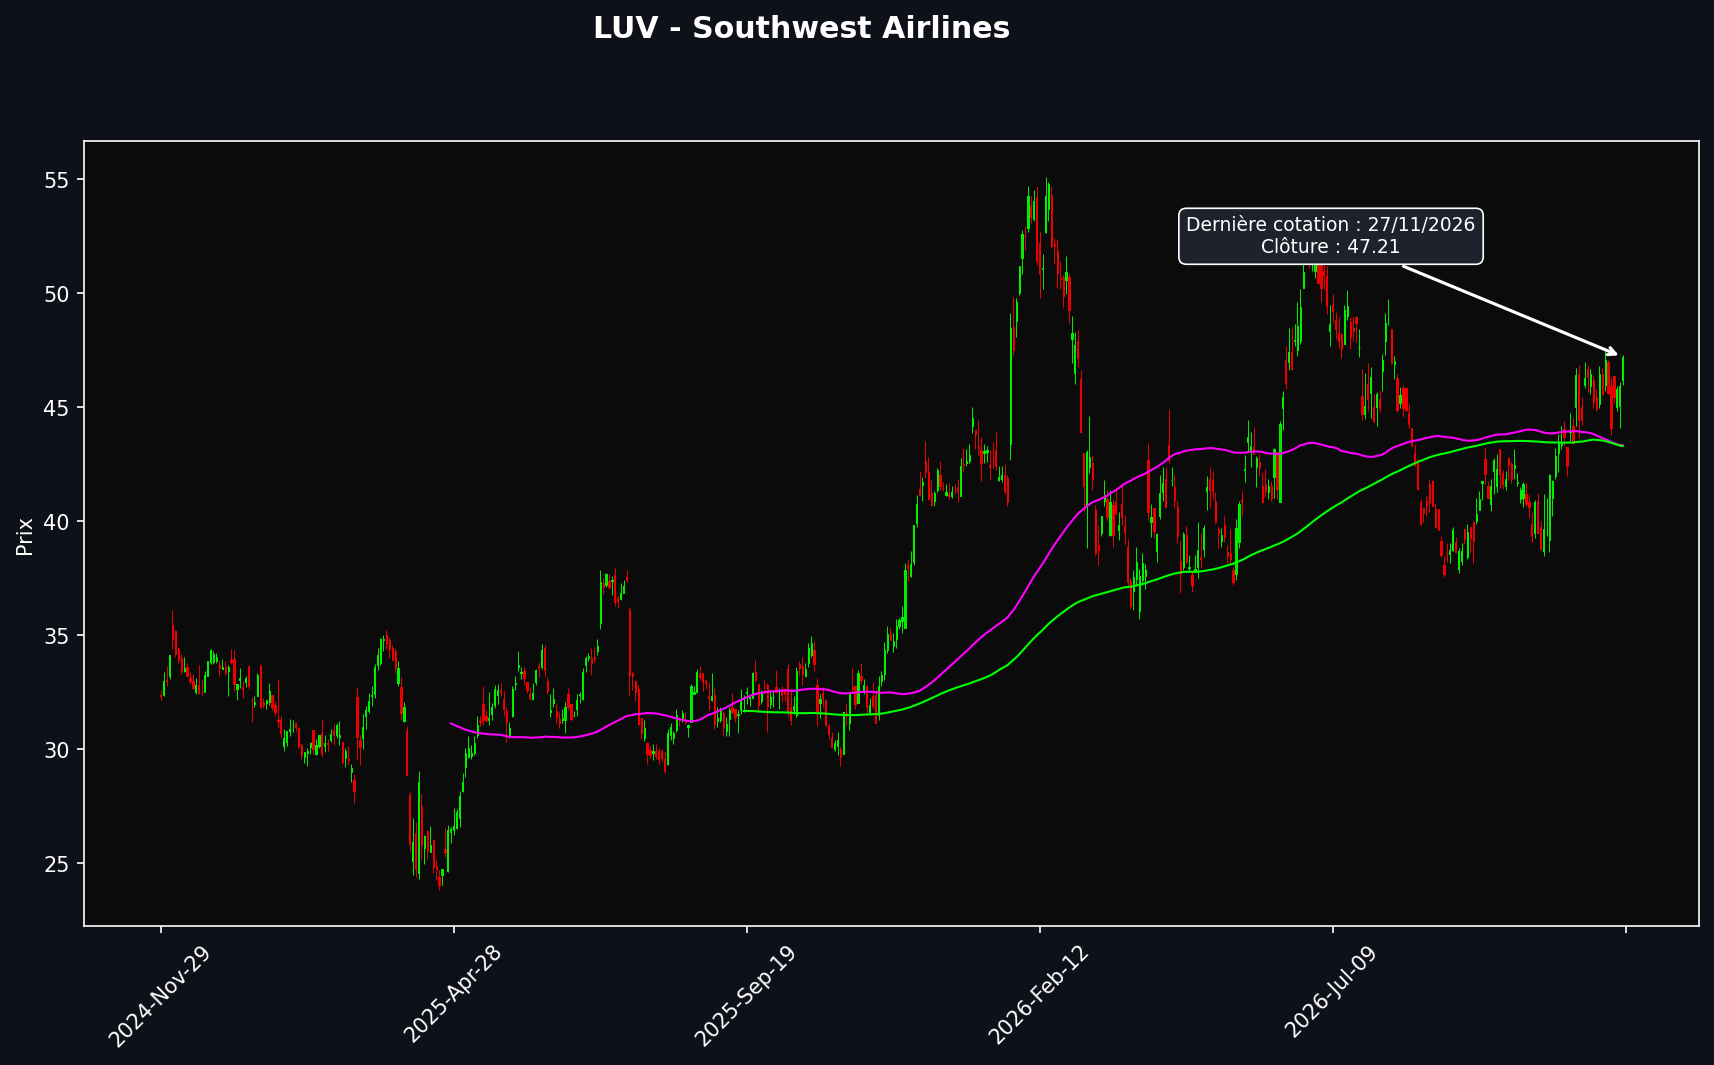 LUV - Southwest Airlines
Dernière cotation : 27/11/2026
Clôture : 47.21
Prix
55
50
45
40
35
30
25
2024-Nov-29
2025-Apr-28
2025-Sep-19
2026-Feb-12
2026-Jul-09